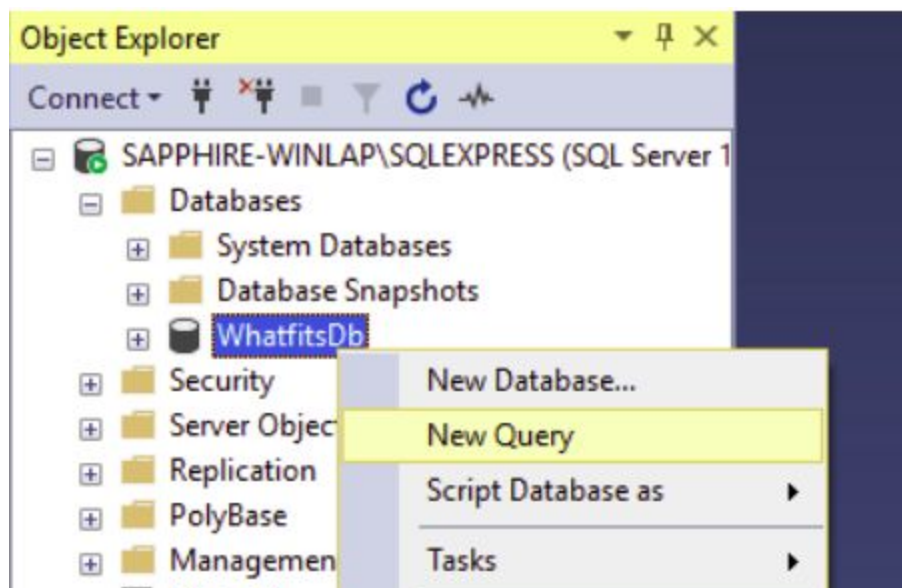 Object Explorer
Connect
SAPPHIRE-WINLAP\SQLEXPRESS (SQL Server 1
Databases
System Databases
Database Snapshots
WhatfitsDb
Security
New Database...
Server Objec
New Query
Replication
Script Database as
PolyBase
Managemen
Tasks